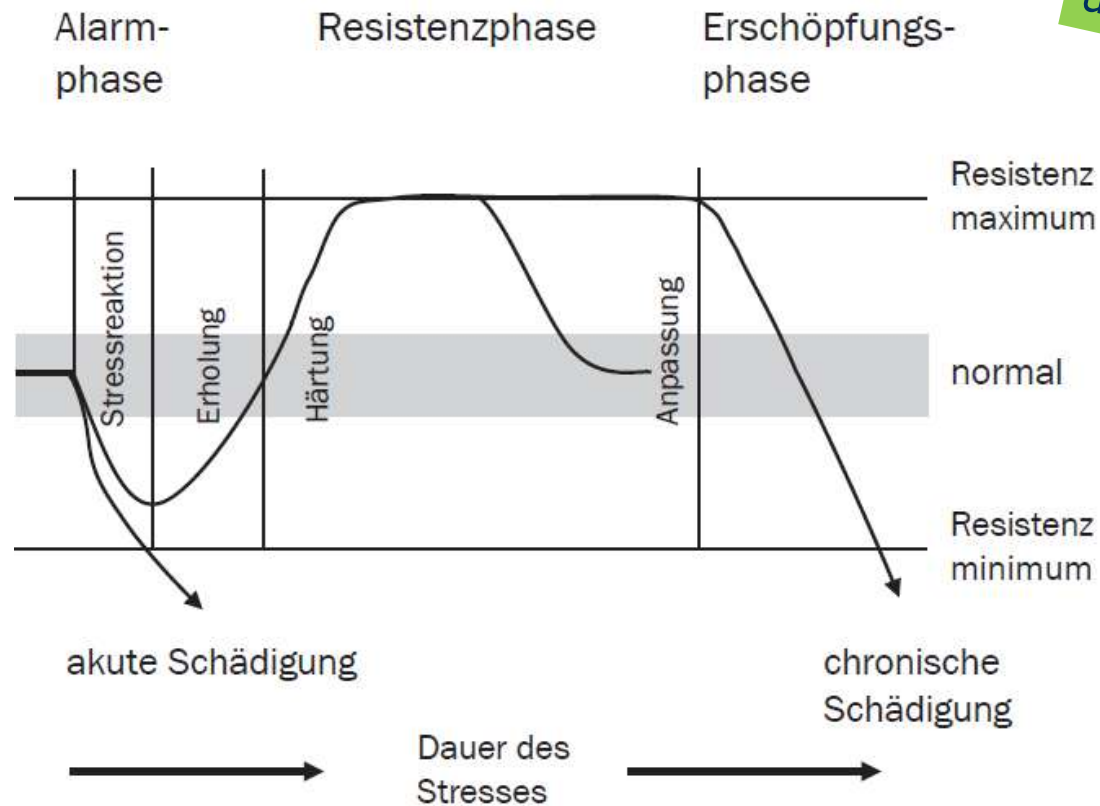 Alarm-
phase
Resistenzphase
Erschöpfungs-
phase
Resistenz
maximum
Stressreaktion
Erholung
Härtung
Anpassung
normal
Resistenz
minimum
akute Schädigung
chronische
Schädigung
Dauer des
Stresses